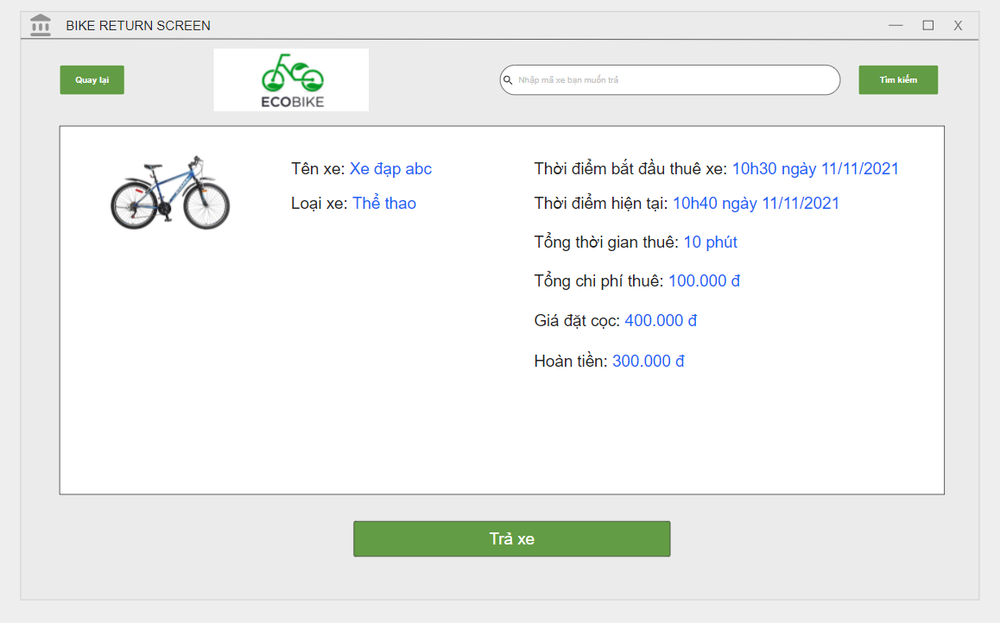 BIKE RETURN SCREEN
X
Quay lại
ECOBIKE
Nhập mã xe bạn muốn trả
Tìm kiếm
Tên xe: Xe đạp abc
Loại xe: Thể thao
Thời điểm bắt đầu thuê xe: 10h30 ngày 11/11/2021
Thời điểm hiện tại: 10h40 ngày 11/11/2021
Tổng thời gian thuê: 10 phút
Tổng chi phí thuê: 100.000 đ
Giá đặt cọc: 400.000 đ
Hoàn tiền: 300.000 đ
Trả xe